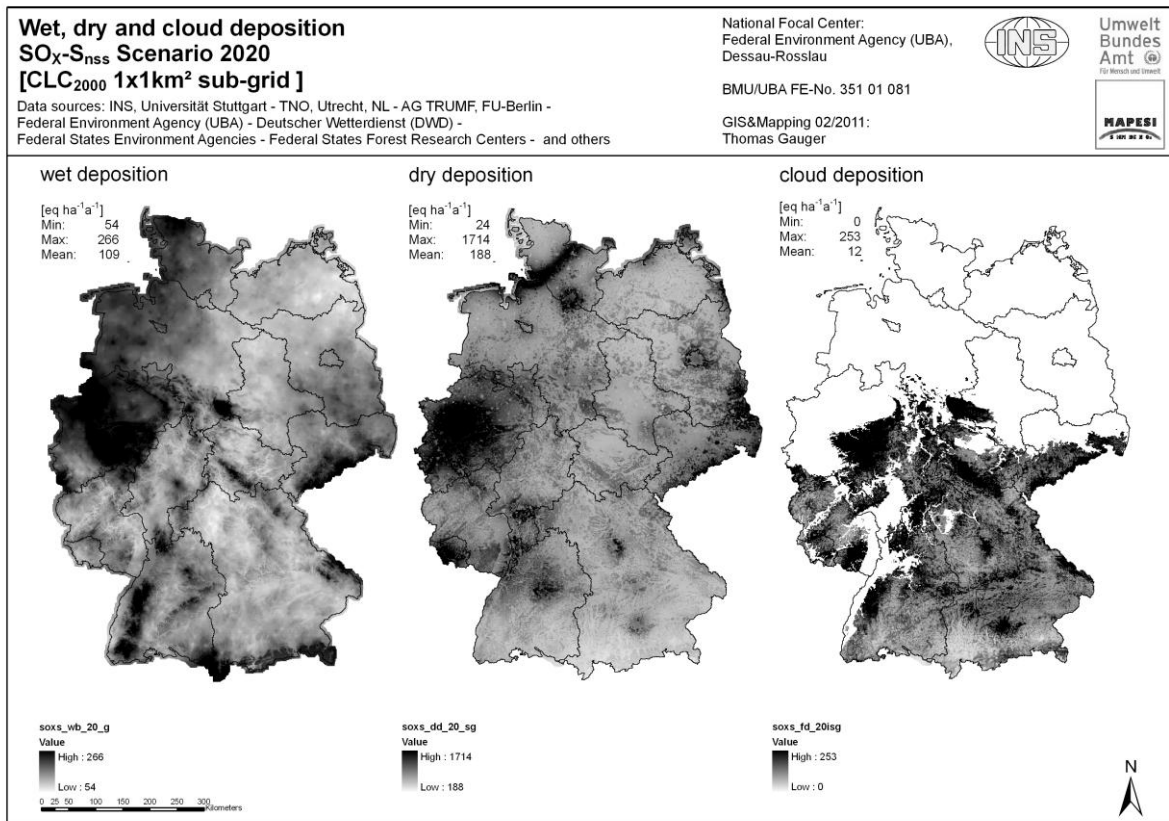 Wet, dry and cloud deposition
SOX-Snss Scenario 2020
[CLC2000 1x1km² sub-grid ]
Data sources: INS, Universität Stuttgart - TNO, Utrecht, NL - AG TRUMF, FU-Berlin -
Federal Environment Agency (UBA) - Deutscher Wetterdienst (DWD) -
Federal States Environment Agencies - Federal States Forest Research Centers - and others
National Focal Center:
Federal Environment Agency (UBA),
Dessau-Rosslau
BMU/UBA FE-No. 351 01 081
GIS&Mapping 02/2011:
Thomas Gauger
INS
Umwelt
Bundes
Amt
Für Mensch und Umwelt
MAPESI
wet deposition
[eq ha⁻¹a⁻¹]
Min: 54
Max: 266
Mean: 109
dry deposition
[eq ha⁻¹a⁻¹]
Min: 24
Max: 1714
Mean: 188
cloud deposition
[eq ha⁻¹a⁻¹]
Min: 0
Max: 253
Mean: 12
soxs_wb_20_g
Value
High : 266
Low : 54
0 25 50 100 150 200 250 300
Kilometers
soxs_dd_20_sg
Value
High : 1714
Low : 188
soxs_fd_20isg
Value
High : 253
Low : 0
N